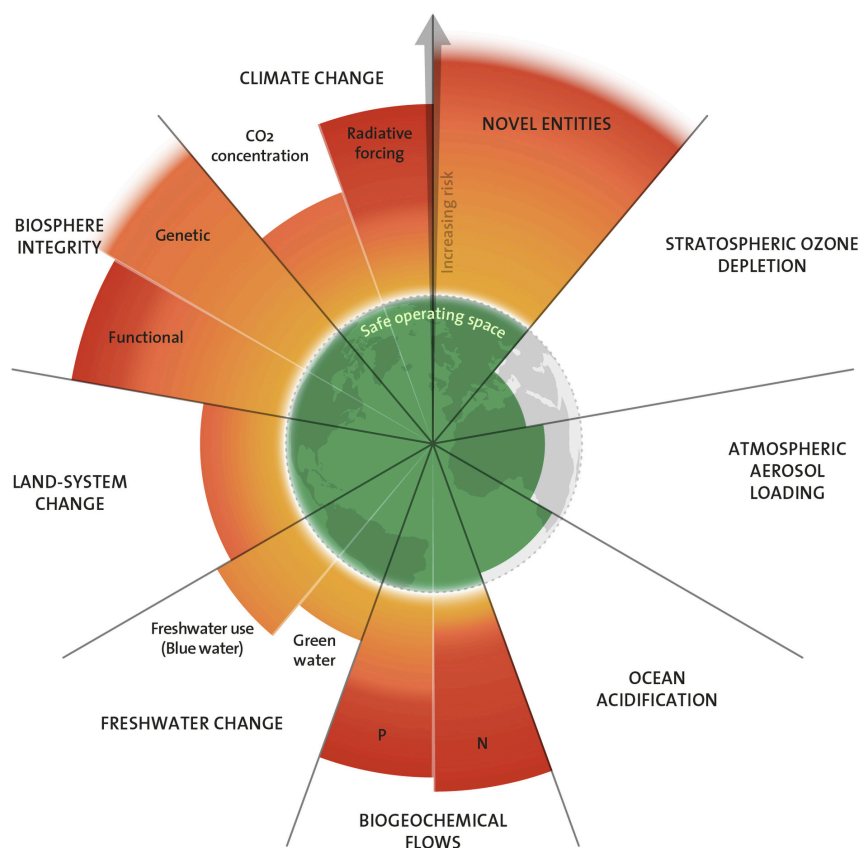 CLIMATE CHANGE
CO2
concentration
Radiative
forcing
NOVEL ENTITIES
Increasing risk
BIOSPHERE
INTEGRITY
Genetic
Functional
STRATOSPHERIC OZONE
DEPLETION
Safe operating space
LAND-SYSTEM
CHANGE
ATMOSPHERIC
AEROSOL
LOADING
Freshwater use
(Blue water)
Green
water
FRESHWATER CHANGE
P
N
OCEAN
ACIDIFICATION
BIOGEOCHEMICAL
FLOWS